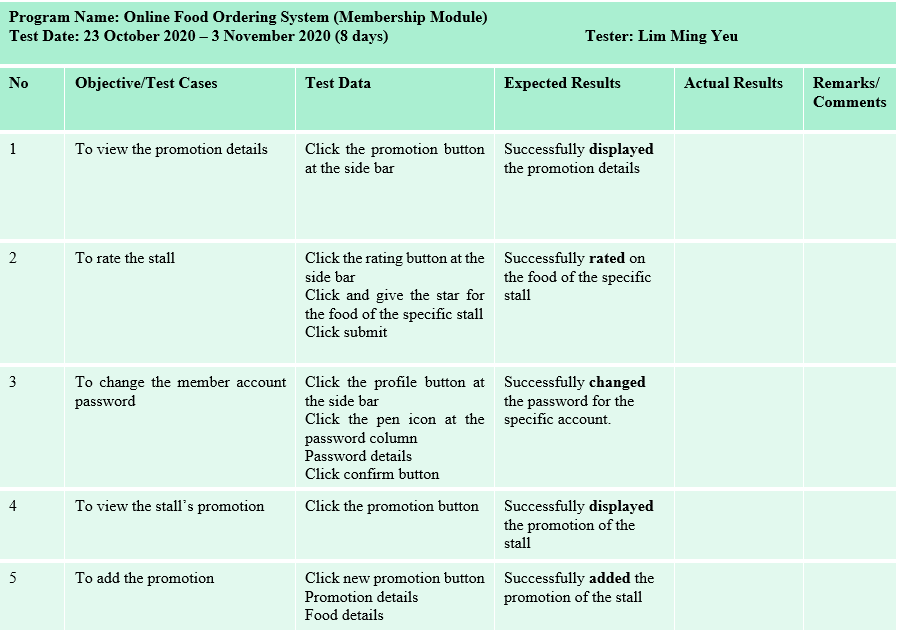 Program Name: Online Food Ordering System (Membership Module)
Test Date: 23 October 2020 – 3 November 2020 (8 days) Tester: Lim Ming Yeu
No Objective/Test Cases Test Data Expected Results Actual Results Remarks/
Comments
1 To view the promotion details Click the promotion button Successfully displayed
at the side bar the promotion details
2 To rate the stall Click the rating button at the Successfully rated on
side bar the food of the specific
Click and give the star for stall
the food of the specific stall
Click submit
3 To change the member account Click the profile button at Successfully changed
password the side bar the password for the
Click the pen icon at the specific account.
password column
Password details
Click confirm button
4 To view the stall’s promotion Click the promotion button Successfully displayed
the promotion of the
stall
5 To add the promotion Click new promotion button Successfully added the
Promotion details promotion of the stall
Food details